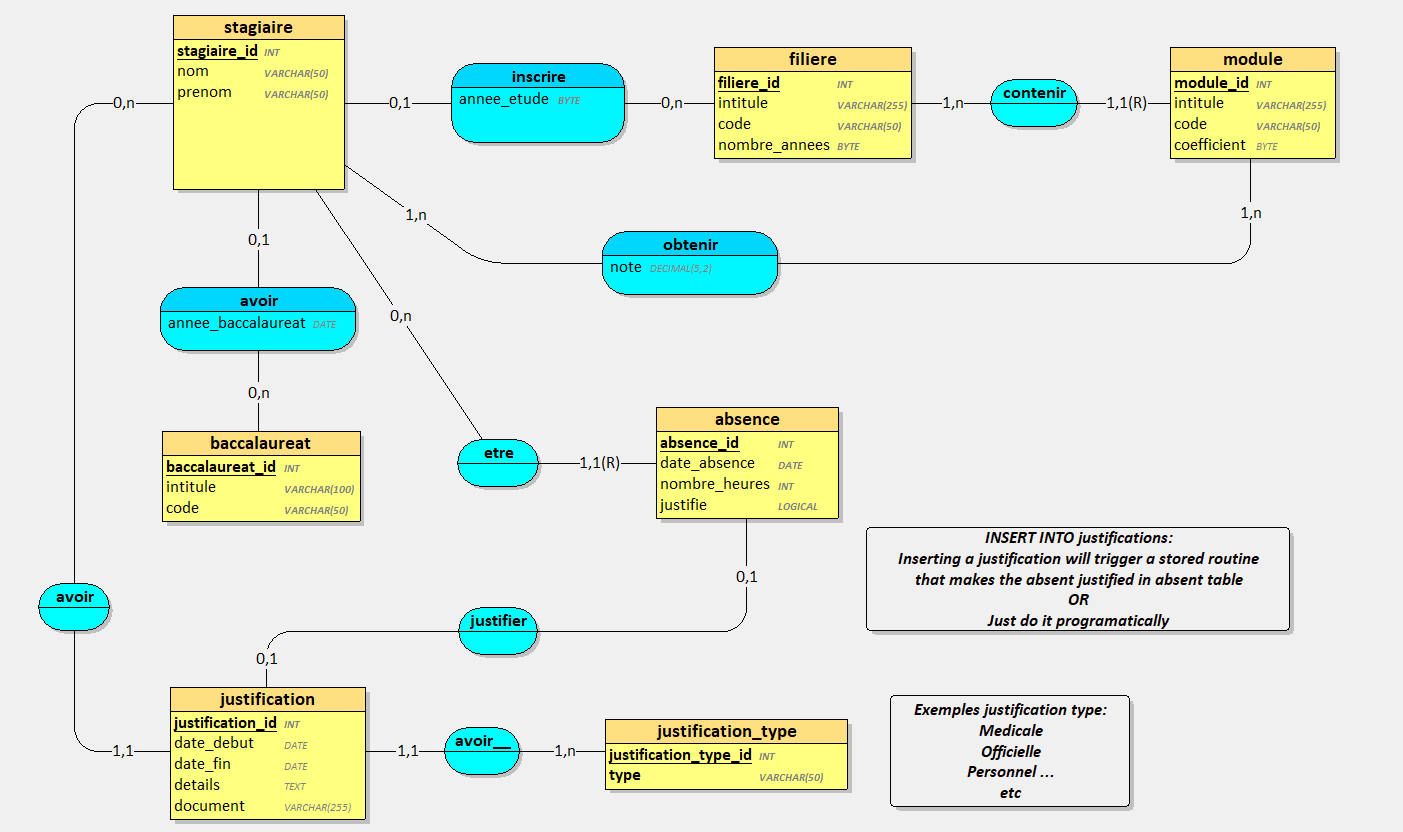 stagiaire
stagiaire_id INT
nom VARCHAR(50)
prenom VARCHAR(50)
0,n
0,1
inscrire
annee_etude BYTE
0,n
filiere
filiere_id INT
intitule VARCHAR(255)
code VARCHAR(50)
nombre_annees BYTE
1,n
contenir
1,1(R)
module
module_id INT
intitule VARCHAR(255)
code VARCHAR(50)
coefficient BYTE
1,n
1,n
0,1
obtenir
note DECIMAL(5,2)
avoir
annee_baccalaureat DATE
0,n
0,n
baccalaureat
baccalaureat_id INT
intitule VARCHAR(100)
code VARCHAR(50)
etre
1,1(R)
absence
absence_id INT
date_absence DATE
nombre_heures INT
justifie LOGICAL
INSERT INTO justifications:
Inserting a justification will trigger a stored routine
that makes the absent justified in absent table
OR
Just do it programatically
0,1
avoir
justifier
0,1
justification
justification_id INT
date_debut DATE
date_fin DATE
details TEXT
document VARCHAR(255)
1,1
1,1
avoir__
1,n
justification_type
justification_type_id INT
type VARCHAR(50)
Exemples justification type:
Medicale
Officielle
Personnel ...
etc